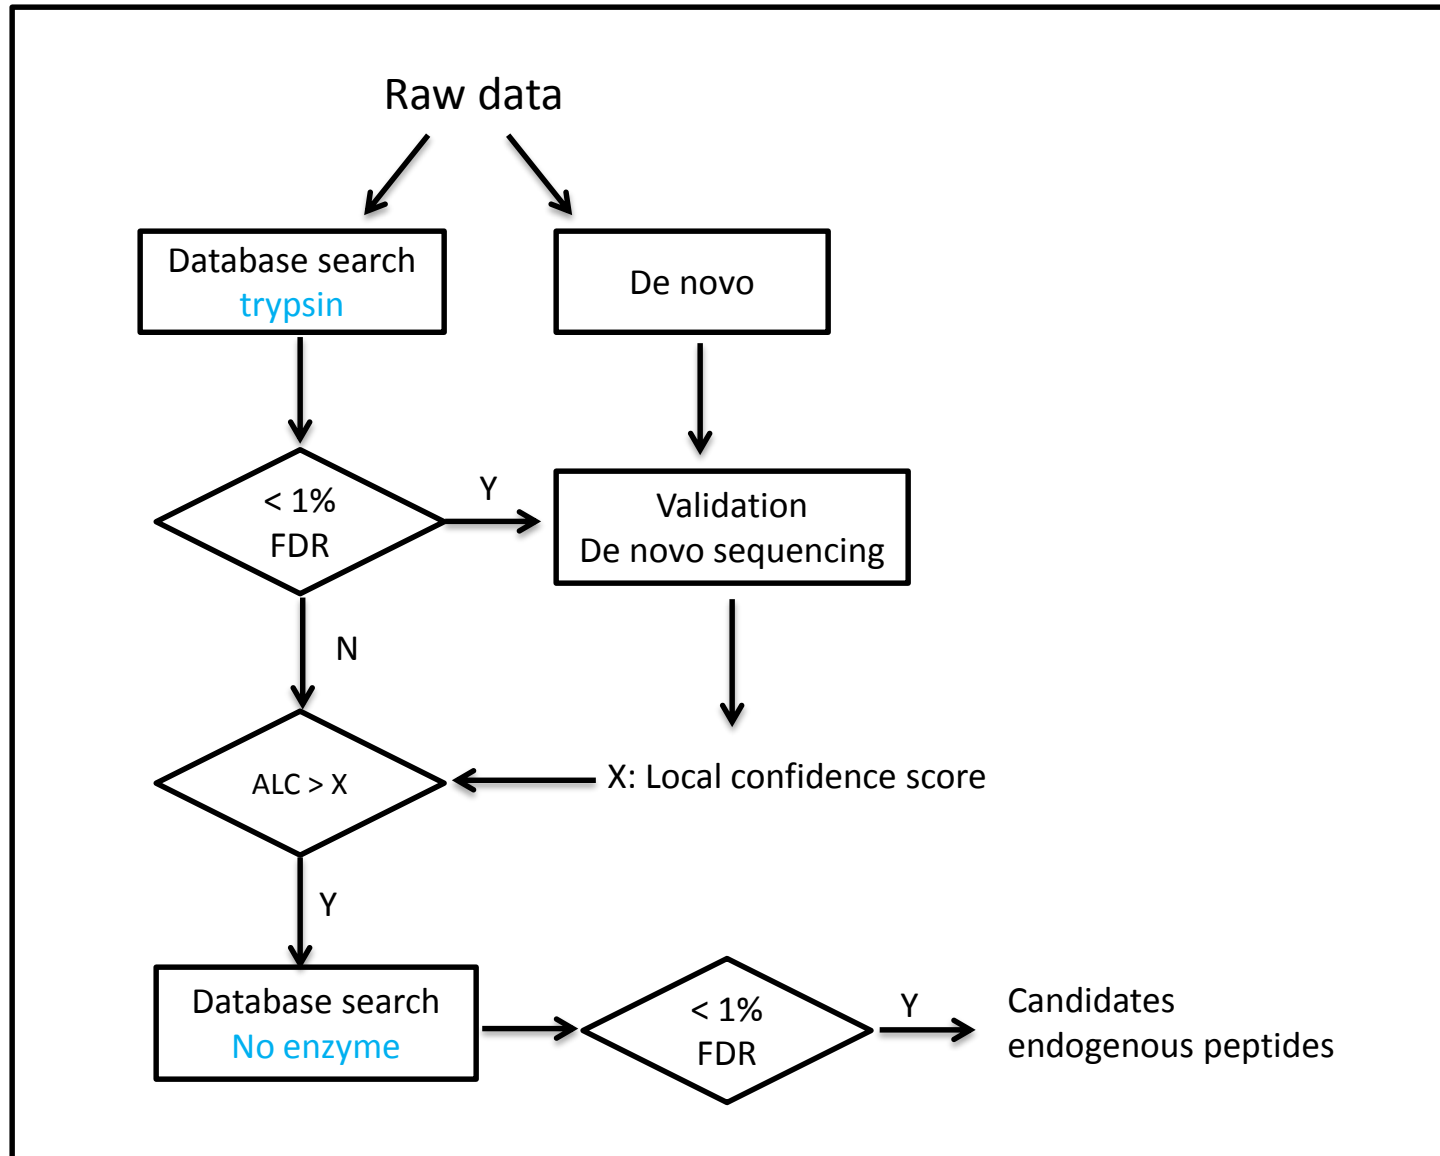 Raw data
Database search
trypsin
De novo
< 1%
FDR
Y
Validation
De novo sequencing
N
ALC > X
X: Local confidence score
Y
Database search
No enzyme
< 1%
FDR
Y
Candidates
endogenous peptides